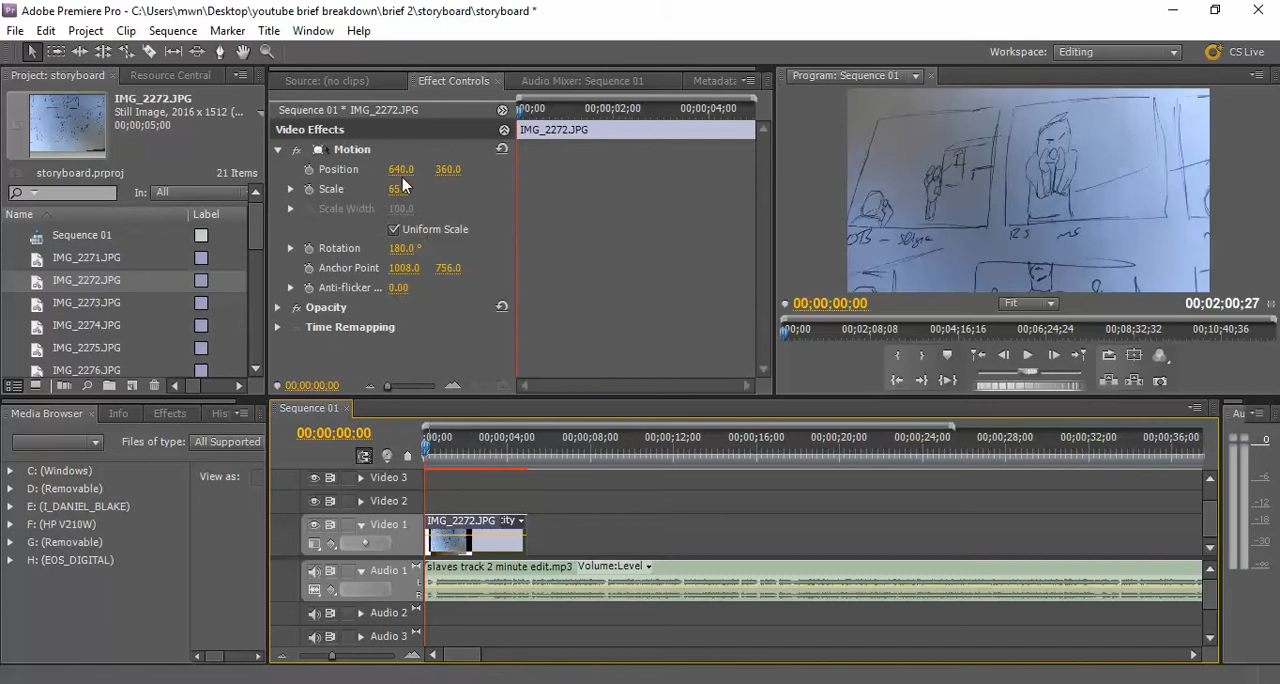 Pr Adobe Premiere Pro - C:\Users\mwn\Desktop\youtube brief breakdown\brief 2\storyboard\storyboard *
File Edit Project Clip Sequence Marker Title Window Help
Workspace: Editing CS Live
Project: storyboard Resource Central
IMG_2272.JPG
Still Image, 2016 x 1512 (...
00;00;05;00
storyboard.prproj 21 Items
In: All
Name Label
Sequence 01
IMG_2271.JPG
IMG_2272.JPG
IMG_2273.JPG
IMG_2274.JPG
IMG_2275.JPG
IMG_2276.JPG
Source: (no clips) Effect Controls Audio Mixer: Sequence 01 Metadata
Sequence 01 * IMG_2272.JPG
;00;00 00;00;02;00 00;00;04;00
Video Effects
IMG_2272.JPG
Motion
Position 640.0 360.0
Scale 65.
Scale Width 100.0
Uniform Scale
Rotation 180.0 °
Anchor Point 1008.0 756.0
Anti-flicker ... 0.00
Opacity
Time Remapping
00;00;00;00
Program: Sequence 01
OTS -
MS
00;00;00;00 Fit 00;02;00;27
;00;00 00;02;08;08 00;04;16;16 00;06;24;24 00;08;32;32 00;10;40;36
Media Browser Info Effects His
Files of type: All Supported
View as:
C: (Windows)
D: (Removable)
E: (I_DANIEL_BLAKE)
F: (HP V210W)
G: (Removable)
H: (EOS_DIGITAL)
Sequence 01
00;00;00;00
;00;00 00;00;04;00 00;00;08;00 00;00;12;00 00;00;16;00 00;00;20;00 00;00;24;00 00;00;28;00 00;00;32;00 00;00;36;00
Video 3
Video 2
Video 1
IMG_2272.JPG :ity
Audio 1
slaves track 2 minute edit.mp3 Volume:Level
L
R
Audio 2
Audio 3
Au
0
-6
-12
-18
-30
-∞